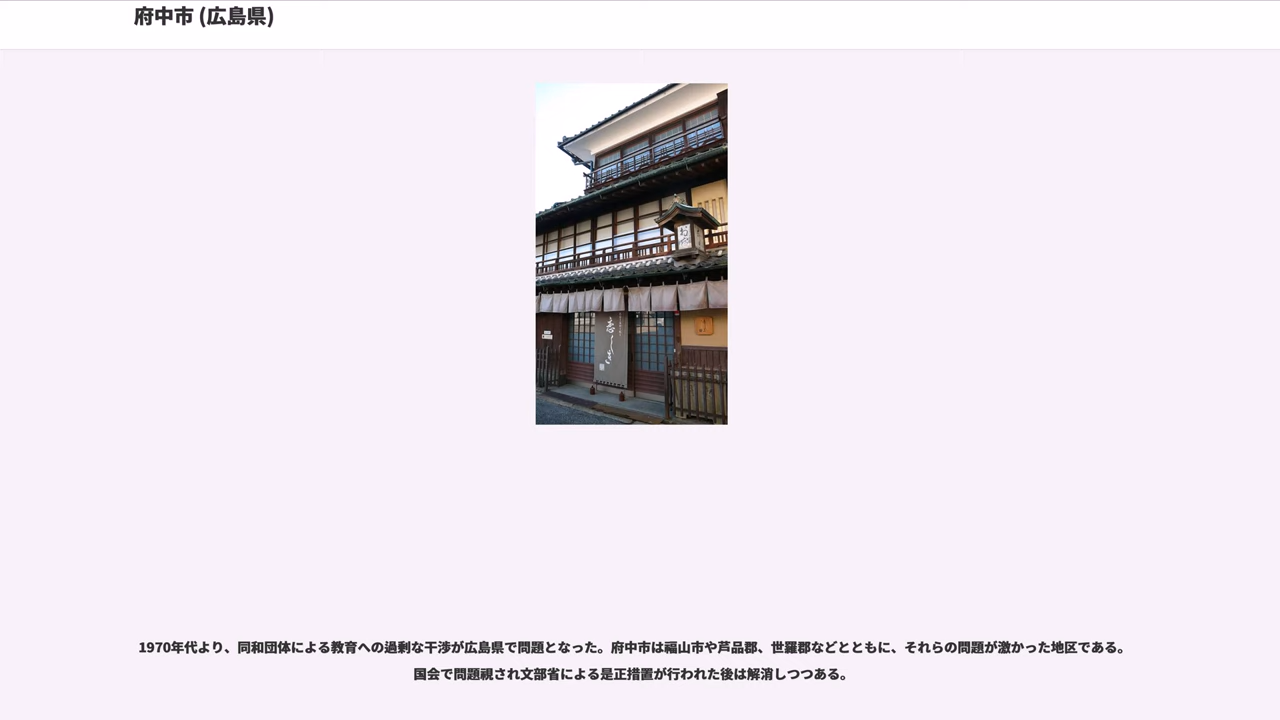 府中市 (広島県)
1970年代より、同和団体による教育への過剰な干渉が広島県で問題となった。府中市は福山市や芦品郡、世羅郡などとともに、それらの問題が激かった地区である。
国会で問題視され文部省による是正措置が行われた後は解消しつつある。